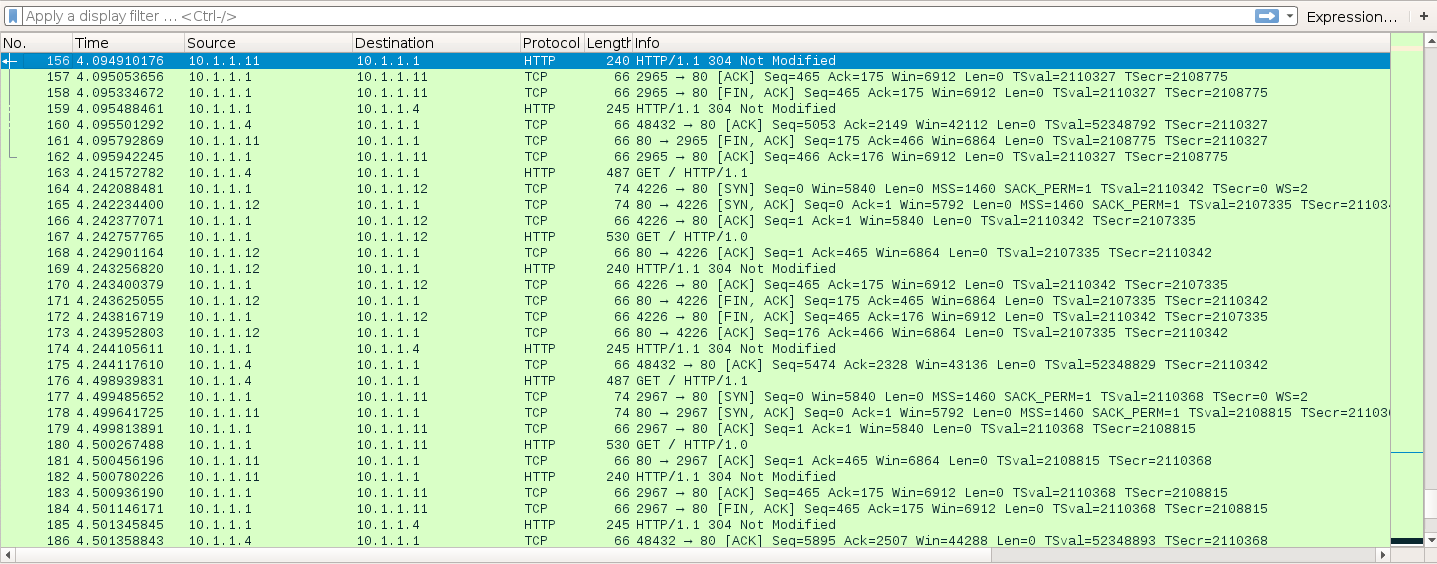 Apply a display filter … <Ctrl-/> Expression… +
No. Time Source Destination Protocol Length Info
156 4.094910176 10.1.1.11 10.1.1.1 HTTP 240 HTTP/1.1 304 Not Modified
157 4.095053656 10.1.1.1 10.1.1.11 TCP 66 2965 → 80 [ACK] Seq=465 Ack=175 Win=6912 Len=0 TSval=2110327 TSecr=2108775
158 4.095334672 10.1.1.1 10.1.1.11 TCP 66 2965 → 80 [FIN, ACK] Seq=465 Ack=175 Win=6912 Len=0 TSval=2110327 TSecr=2108775
159 4.095488461 10.1.1.1 10.1.1.4 HTTP 245 HTTP/1.1 304 Not Modified
160 4.095501292 10.1.1.4 10.1.1.1 TCP 66 48432 → 80 [ACK] Seq=5053 Ack=2149 Win=42112 Len=0 TSval=52348792 TSecr=2110327
161 4.095792869 10.1.1.11 10.1.1.1 TCP 66 80 → 2965 [FIN, ACK] Seq=175 Ack=466 Win=6864 Len=0 TSval=2108775 TSecr=2110327
162 4.095942245 10.1.1.1 10.1.1.11 TCP 66 2965 → 80 [ACK] Seq=466 Ack=176 Win=6912 Len=0 TSval=2110327 TSecr=2108775
163 4.241572782 10.1.1.4 10.1.1.1 HTTP 487 GET / HTTP/1.1
164 4.242088481 10.1.1.1 10.1.1.12 TCP 74 4226 → 80 [SYN] Seq=0 Win=5840 Len=0 MSS=1460 SACK_PERM=1 TSval=2110342 TSecr=0 WS=2
165 4.242234400 10.1.1.12 10.1.1.1 TCP 74 80 → 4226 [SYN, ACK] Seq=0 Ack=1 Win=5792 Len=0 MSS=1460 SACK_PERM=1 TSval=2107335 TSecr=21103
166 4.242377071 10.1.1.1 10.1.1.12 TCP 66 4226 → 80 [ACK] Seq=1 Ack=1 Win=5840 Len=0 TSval=2110342 TSecr=2107335
167 4.242757765 10.1.1.1 10.1.1.12 HTTP 530 GET / HTTP/1.0
168 4.242901164 10.1.1.12 10.1.1.1 TCP 66 80 → 4226 [ACK] Seq=1 Ack=465 Win=6864 Len=0 TSval=2107335 TSecr=2110342
169 4.243256820 10.1.1.12 10.1.1.1 HTTP 240 HTTP/1.1 304 Not Modified
170 4.243400379 10.1.1.1 10.1.1.12 TCP 66 4226 → 80 [ACK] Seq=465 Ack=175 Win=6912 Len=0 TSval=2110342 TSecr=2107335
171 4.243625055 10.1.1.12 10.1.1.1 TCP 66 80 → 4226 [FIN, ACK] Seq=175 Ack=465 Win=6864 Len=0 TSval=2107335 TSecr=2110342
172 4.243816719 10.1.1.1 10.1.1.12 TCP 66 4226 → 80 [FIN, ACK] Seq=465 Ack=176 Win=6912 Len=0 TSval=2110342 TSecr=2107335
173 4.243952803 10.1.1.12 10.1.1.1 TCP 66 80 → 4226 [ACK] Seq=176 Ack=466 Win=6864 Len=0 TSval=2107335 TSecr=2110342
174 4.244105611 10.1.1.1 10.1.1.4 HTTP 245 HTTP/1.1 304 Not Modified
175 4.244117610 10.1.1.4 10.1.1.1 TCP 66 48432 → 80 [ACK] Seq=5474 Ack=2328 Win=43136 Len=0 TSval=52348829 TSecr=2110342
176 4.498939831 10.1.1.4 10.1.1.1 HTTP 487 GET / HTTP/1.1
177 4.499485652 10.1.1.1 10.1.1.11 TCP 74 2967 → 80 [SYN] Seq=0 Win=5840 Len=0 MSS=1460 SACK_PERM=1 TSval=2110368 TSecr=0 WS=2
178 4.499641725 10.1.1.11 10.1.1.1 TCP 74 80 → 2967 [SYN, ACK] Seq=0 Ack=1 Win=5792 Len=0 MSS=1460 SACK_PERM=1 TSval=2108815 TSecr=21103
179 4.499813891 10.1.1.1 10.1.1.11 TCP 66 2967 → 80 [ACK] Seq=1 Ack=1 Win=5840 Len=0 TSval=2110368 TSecr=2108815
180 4.500267488 10.1.1.1 10.1.1.11 HTTP 530 GET / HTTP/1.0
181 4.500456196 10.1.1.11 10.1.1.1 TCP 66 80 → 2967 [ACK] Seq=1 Ack=465 Win=6864 Len=0 TSval=2108815 TSecr=2110368
182 4.500780226 10.1.1.11 10.1.1.1 HTTP 240 HTTP/1.1 304 Not Modified
183 4.500936190 10.1.1.1 10.1.1.11 TCP 66 2967 → 80 [ACK] Seq=465 Ack=175 Win=6912 Len=0 TSval=2110368 TSecr=2108815
184 4.501146171 10.1.1.1 10.1.1.11 TCP 66 2967 → 80 [FIN, ACK] Seq=465 Ack=175 Win=6912 Len=0 TSval=2110368 TSecr=2108815
185 4.501345845 10.1.1.1 10.1.1.4 HTTP 245 HTTP/1.1 304 Not Modified
186 4.501358843 10.1.1.4 10.1.1.1 TCP 66 48432 → 80 [ACK] Seq=5895 Ack=2507 Win=44288 Len=0 TSval=52348893 TSecr=2110368